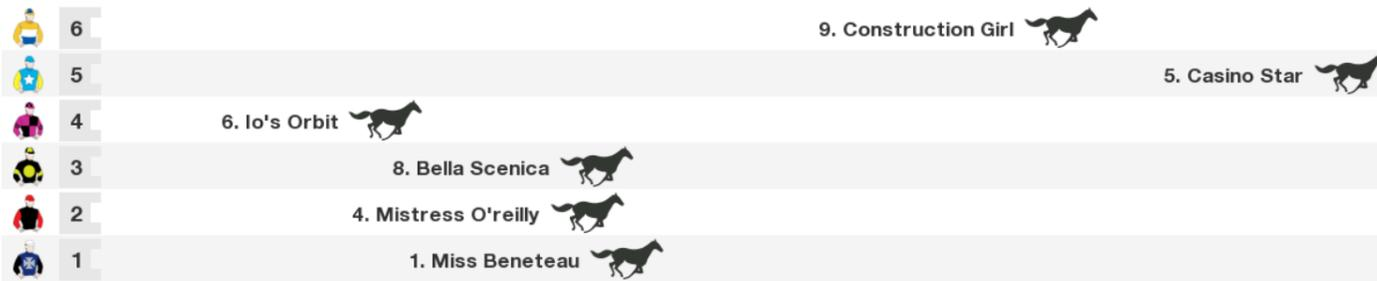 6 9. Construction Girl
5 5. Casino Star
4 6. Io's Orbit
3 8. Bella Scenica
2 4. Mistress O'reilly
1 1. Miss Beneteau